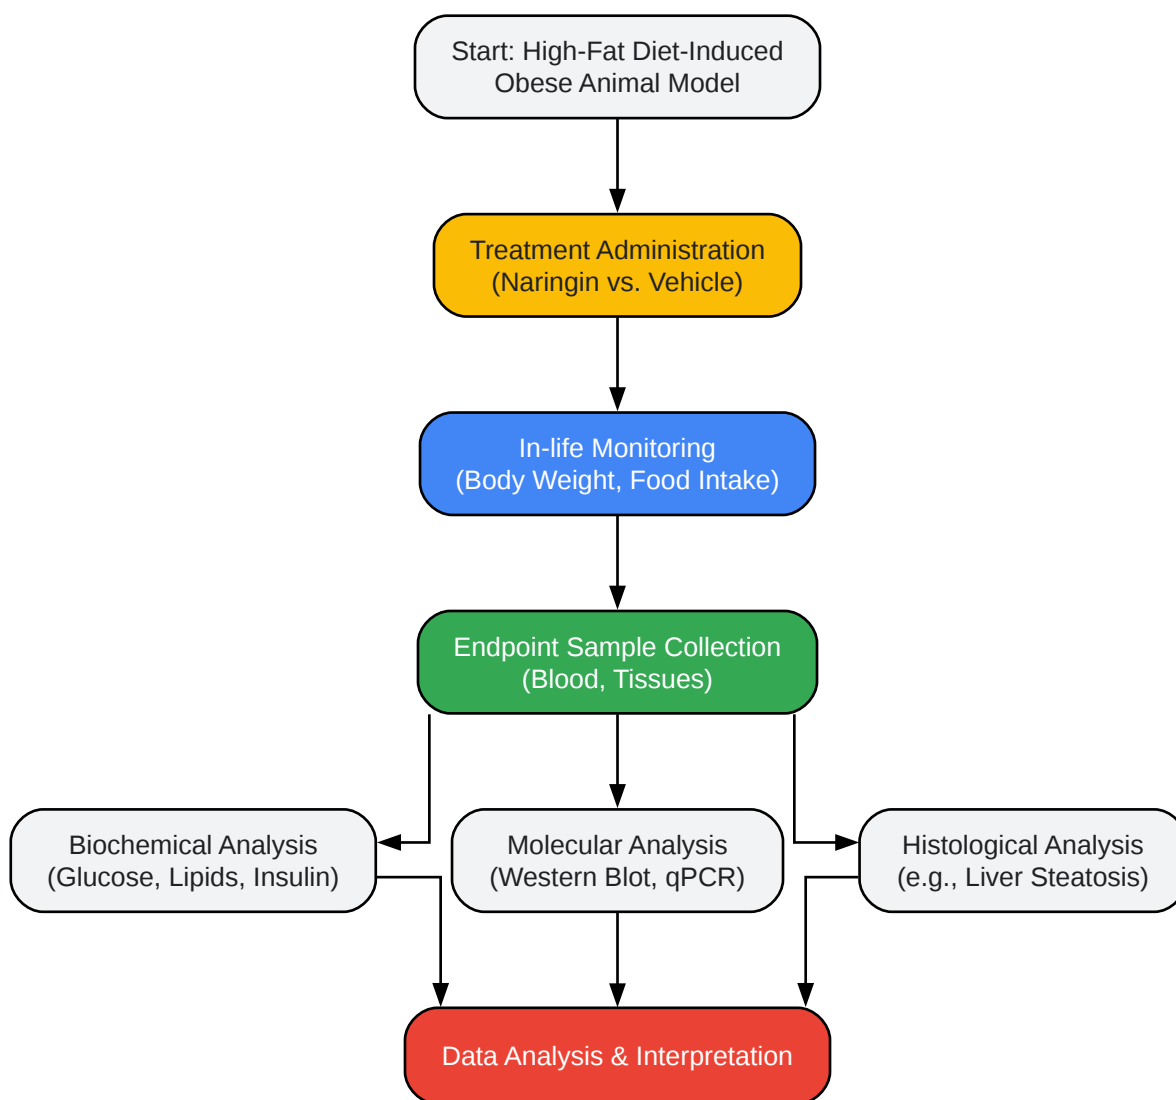 Start: High-Fat Diet-Induced
Obese Animal Model
Treatment Administration
(Naringin vs. Vehicle)
In-life Monitoring
(Body Weight, Food Intake)
Endpoint Sample Collection
(Blood, Tissues)
Biochemical Analysis
(Glucose, Lipids, Insulin)
Molecular Analysis
(Western Blot, qPCR)
Histological Analysis
(e.g., Liver Steatosis)
Data Analysis & Interpretation